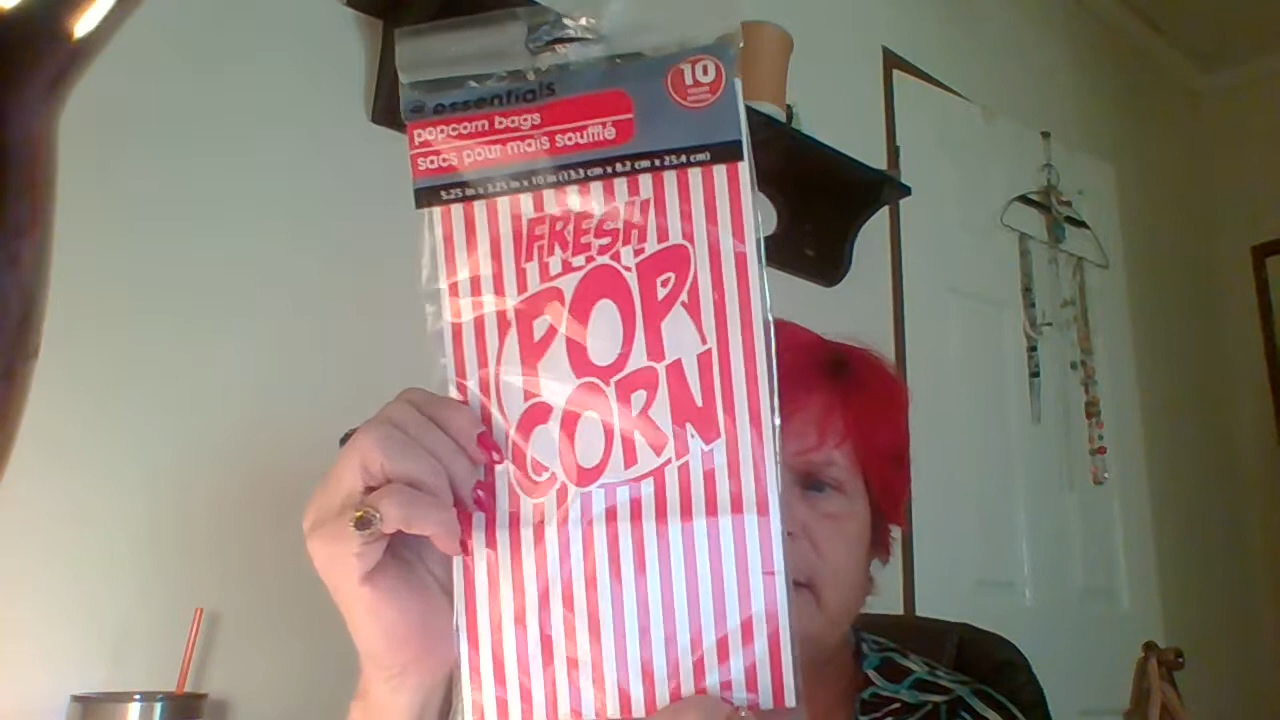 essentials
10
popcorn bags
sacs pour maïs soufflé
5.25 in x 3.25 in x 10 in (13.3 cm x 8.2 cm x 25.4 cm)
FRESH
POP
CORN